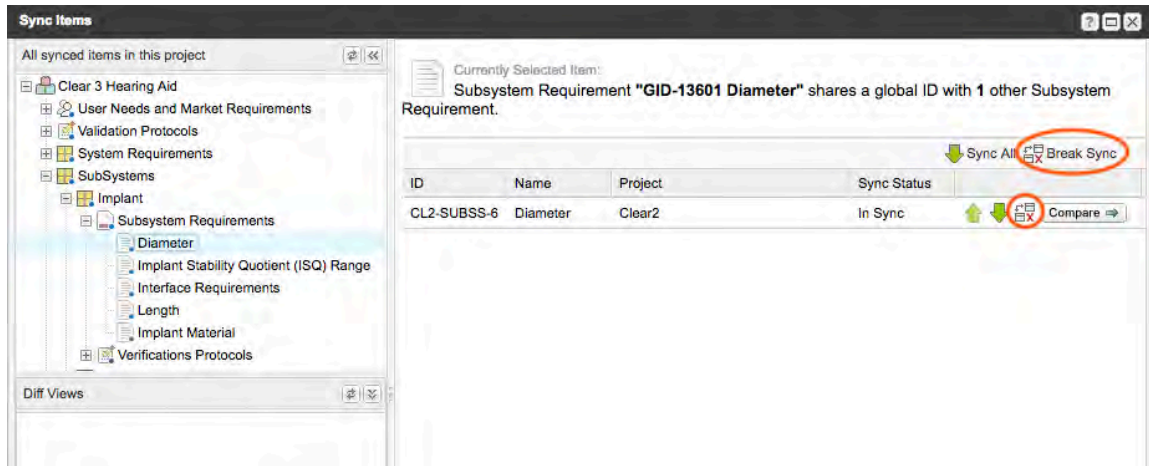 Sync Items
All synced items in this project
Clear 3 Hearing Aid
User Needs and Market Requirements
Validation Protocols
System Requirements
SubSystems
Implant
Subsystem Requirements
Diameter
Implant Stability Quotient (ISQ) Range
Interface Requirements
Length
Implant Material
Verifications Protocols
Diff Views
Currently Selected Item:
Subsystem Requirement "GID-13601 Diameter" shares a global ID with 1 other Subsystem
Requirement.
Sync All Break Sync
ID Name Project Sync Status
CL2-SUBSS-6 Diameter Clear2 In Sync Compare